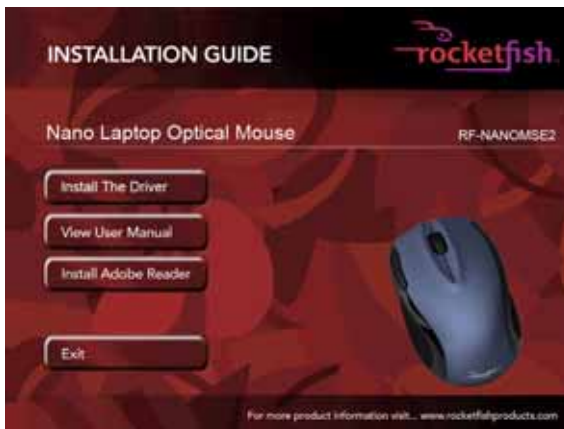 INSTALLATION GUIDE
rocketfish
Nano Laptop Optical Mouse
RF-NANOMSE2
Install The Driver
View User Manual
Install Adobe Reader
Exit
For more product information visit... www.rocketfishproducts.com